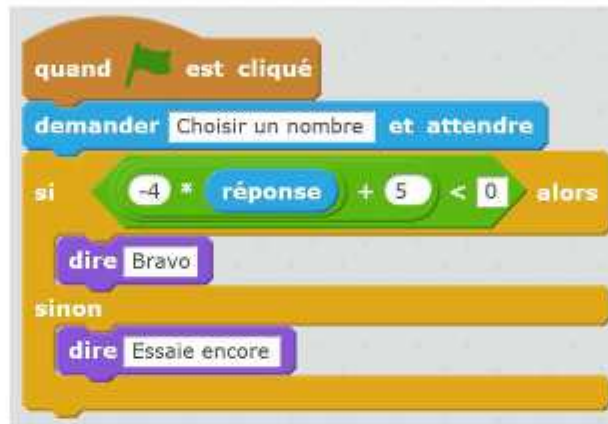 quand est cliqué
demander Choisir un nombre et attendre
si -4 * réponse + 5 < 0 alors
dire Bravo
sinon
dire Essaie encore